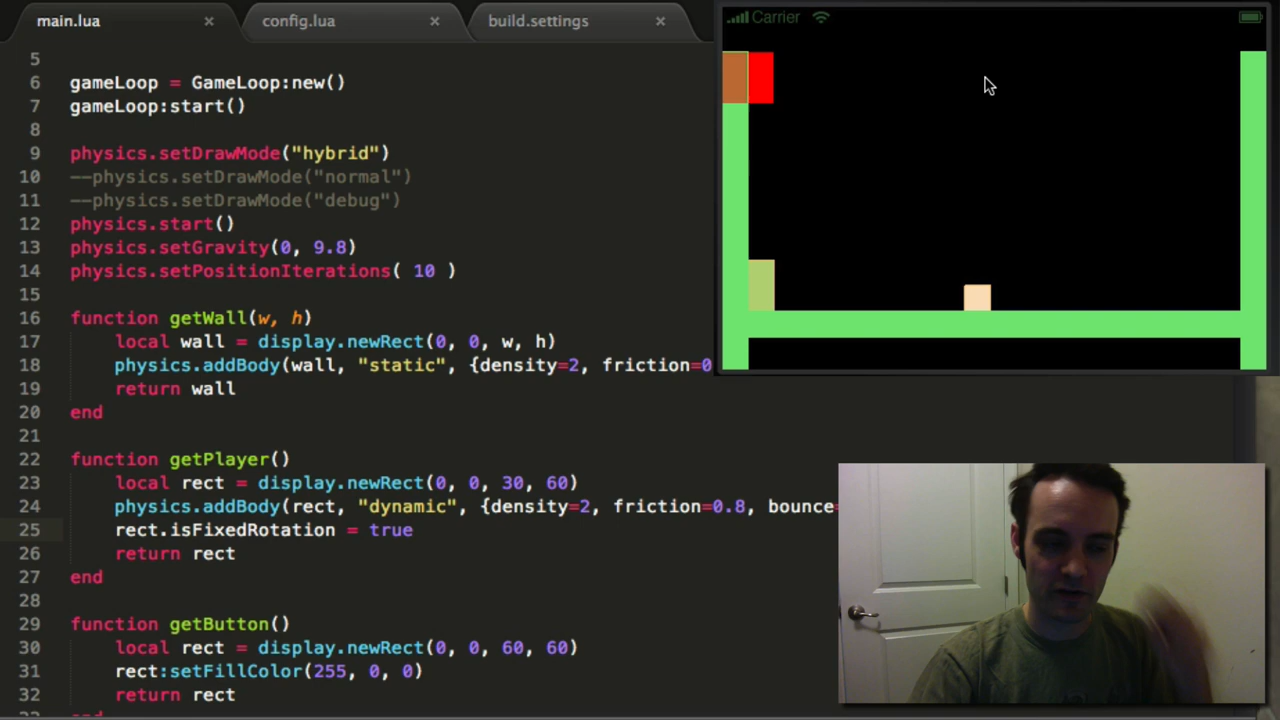 main.lua × config.lua × build.settings ×
Carrier
5
6 gameLoop = GameLoop:new()
7 gameLoop:start()
8
9 physics.setDrawMode("hybrid")
10 --physics.setDrawMode("normal")
11 --physics.setDrawMode("debug")
12 physics.start()
13 physics.setGravity(0, 9.8)
14 physics.setPositionIterations( 10 )
15
16 function getWall(w, h)
17 local wall = display.newRect(0, 0, w, h)
18 physics.addBody(wall, "static", {density=2, friction=0
19 return wall
20 end
21
22 function getPlayer()
23 local rect = display.newRect(0, 0, 30, 60)
24 physics.addBody(rect, "dynamic", {density=2, friction=0.8, bounce=
25 rect.isFixedRotation = true
26 return rect
27 end
28
29 function getButton()
30 local rect = display.newRect(0, 0, 60, 60)
31 rect:setFillColor(255, 0, 0)
32 return rect